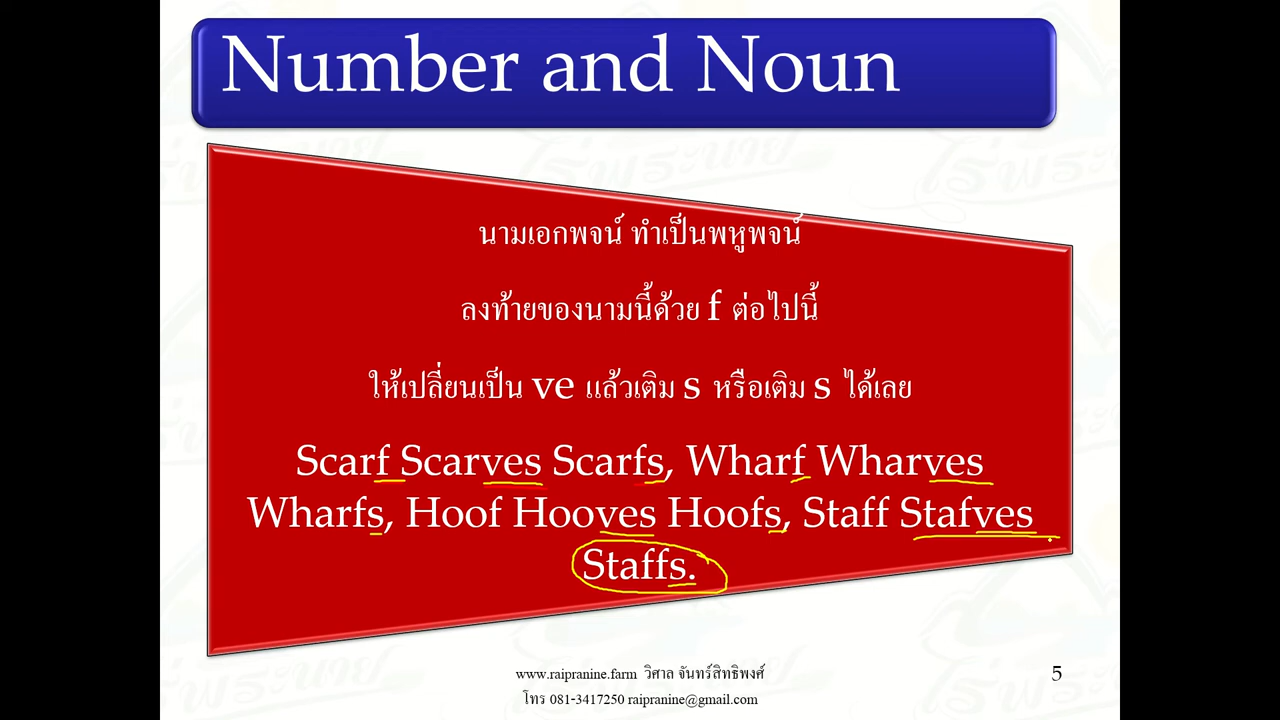 Number and Noun
นามเอกพจน์ ทำเป็นพหูพจน์
ลงท้ายของนามนี้ด้วย f ต่อไปนี้
ให้เปลี่ยนเป็น ve แล้วเติม s หรือเติม s ได้เลย
Scarf Scarves Scarfs, Wharf Wharves
Wharfs, Hoof Hooves Hoofs, Staff Stafves
Staffs.
www.raipranine.farm วิศาล จันทร์สิทธิพงศ์
โทร 081-3417250 raipranine@gmail.com
5